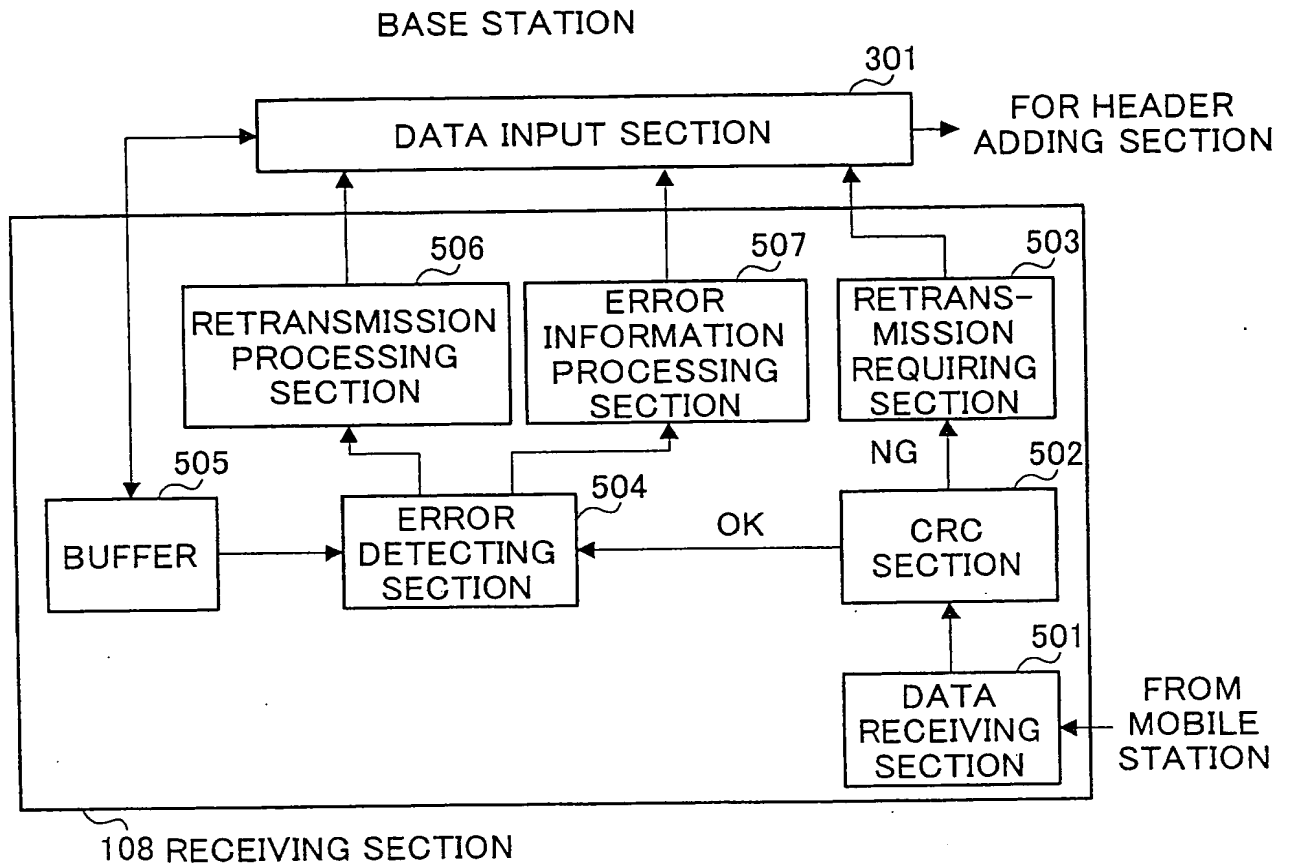 BASE STATION
301
DATA INPUT SECTION
FOR HEADER
ADDING SECTION
506
RETRANSMISSION
PROCESSING
SECTION
507
ERROR
INFORMATION
PROCESSING
SECTION
503
RETRANS-
MISSION
REQUIRING
SECTION
NG
505
BUFFER
504
ERROR
DETECTING
SECTION
OK
502
CRC
SECTION
501
DATA
RECEIVING
SECTION
FROM
MOBILE
STATION
108 RECEIVING SECTION